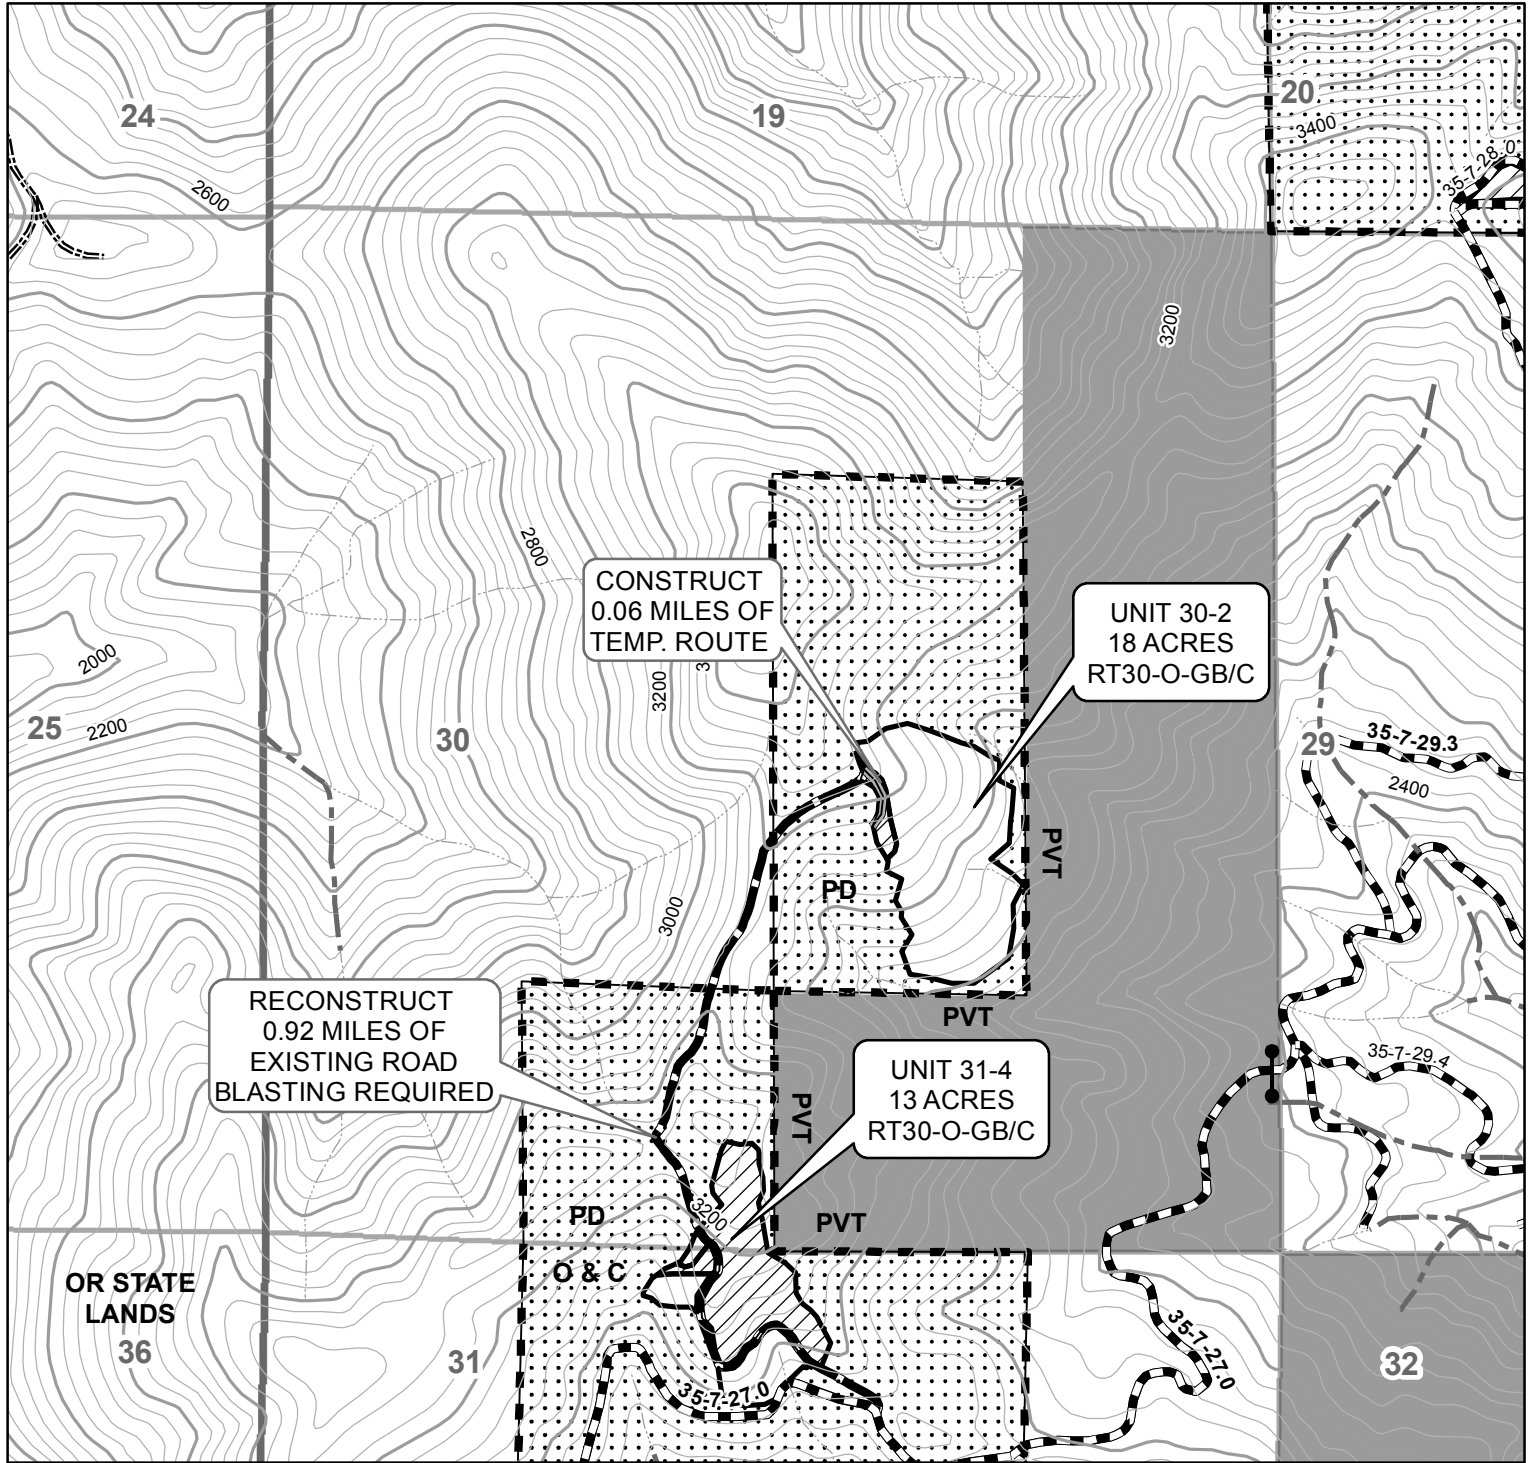 24
19
20
3400
35-7-28.0
2600
3200
2800
CONSTRUCT
0.06 MILES OF
TEMP. ROUTE
UNIT 30-2
18 ACRES
RT30-O-GB/C
2000
3200
25
2200
30
29
35-7-29.3
2400
PVT
PD
3000
RECONSTRUCT
0.92 MILES OF
EXISTING ROAD
BLASTING REQUIRED
PVT
UNIT 31-4
13 ACRES
RT30-O-GB/C
35-7-29.4
PVT
3200
PD
PVT
O & C
OR STATE
LANDS
36
31
35-7-27.0
35-7-27.0
32